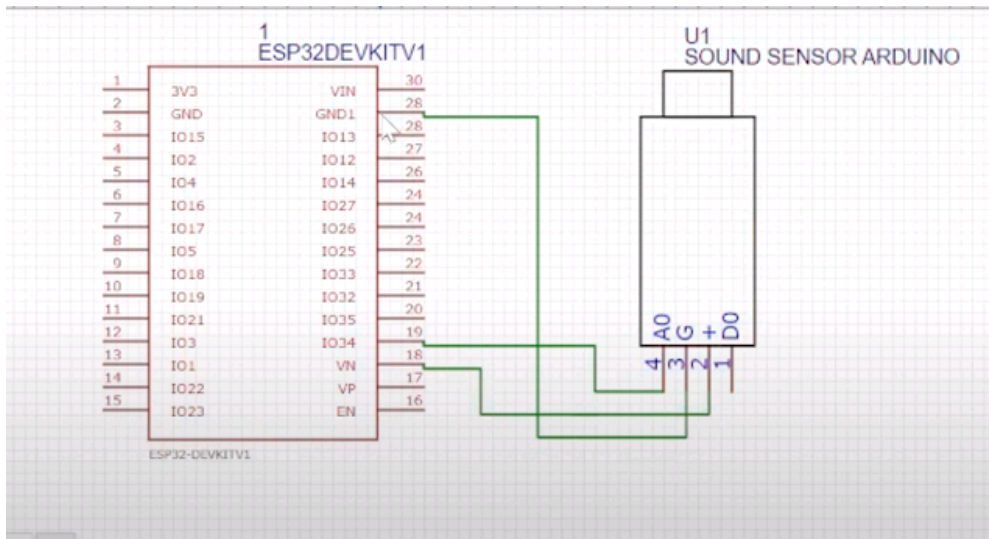 1
ESP32DEVKITV1
U1
SOUND SENSOR ARDUINO
1 3V3 VIN 30
2 GND GND1 28
3 IO15 IO13 28
4 IO2 IO12 27
5 IO4 IO14 26
6 IO16 IO27 24
7 IO17 IO26 24
8 IO5 IO25 23
9 IO18 IO33 22
10 IO19 IO32 21
11 IO21 IO35 20
12 IO3 IO34 19
13 IO1 VN 18
14 IO22 VP 17
15 IO23 EN 16
ESP32-DEVKITV1
A0 G + D0
4 3 2 1